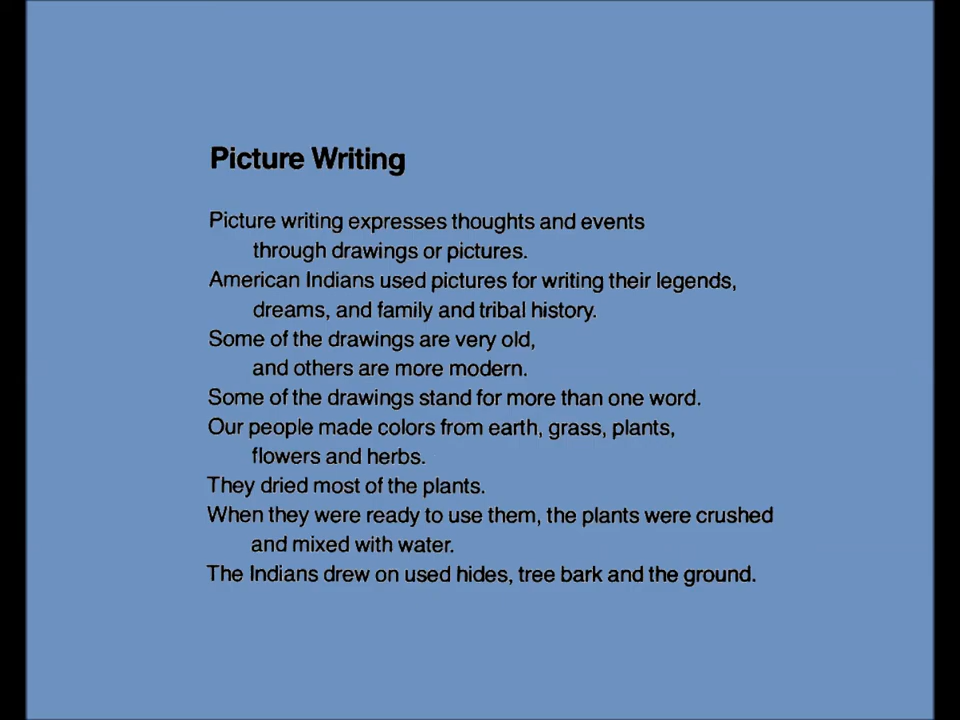 Picture Writing
Picture writing expresses thoughts and events
through drawings or pictures.
American Indians used pictures for writing their legends,
dreams, and family and tribal history.
Some of the drawings are very old,
and others are more modern.
Some of the drawings stand for more than one word.
Our people made colors from earth, grass, plants,
flowers and herbs.
They dried most of the plants.
When they were ready to use them, the plants were crushed
and mixed with water.
The Indians drew on used hides, tree bark and the ground.